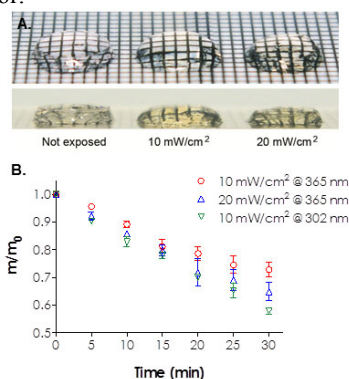 or.
A.
Not exposed 10 mW/cm² 20 mW/cm²
B.
10 mW/cm² @ 365 nm
20 mW/cm² @ 365 nm
10 mW/cm² @ 302 nm
1.0
0.9
0.8
0.7
0.6
0.5
m/m₀
0 5 10 15 20 25 30
Time (min)